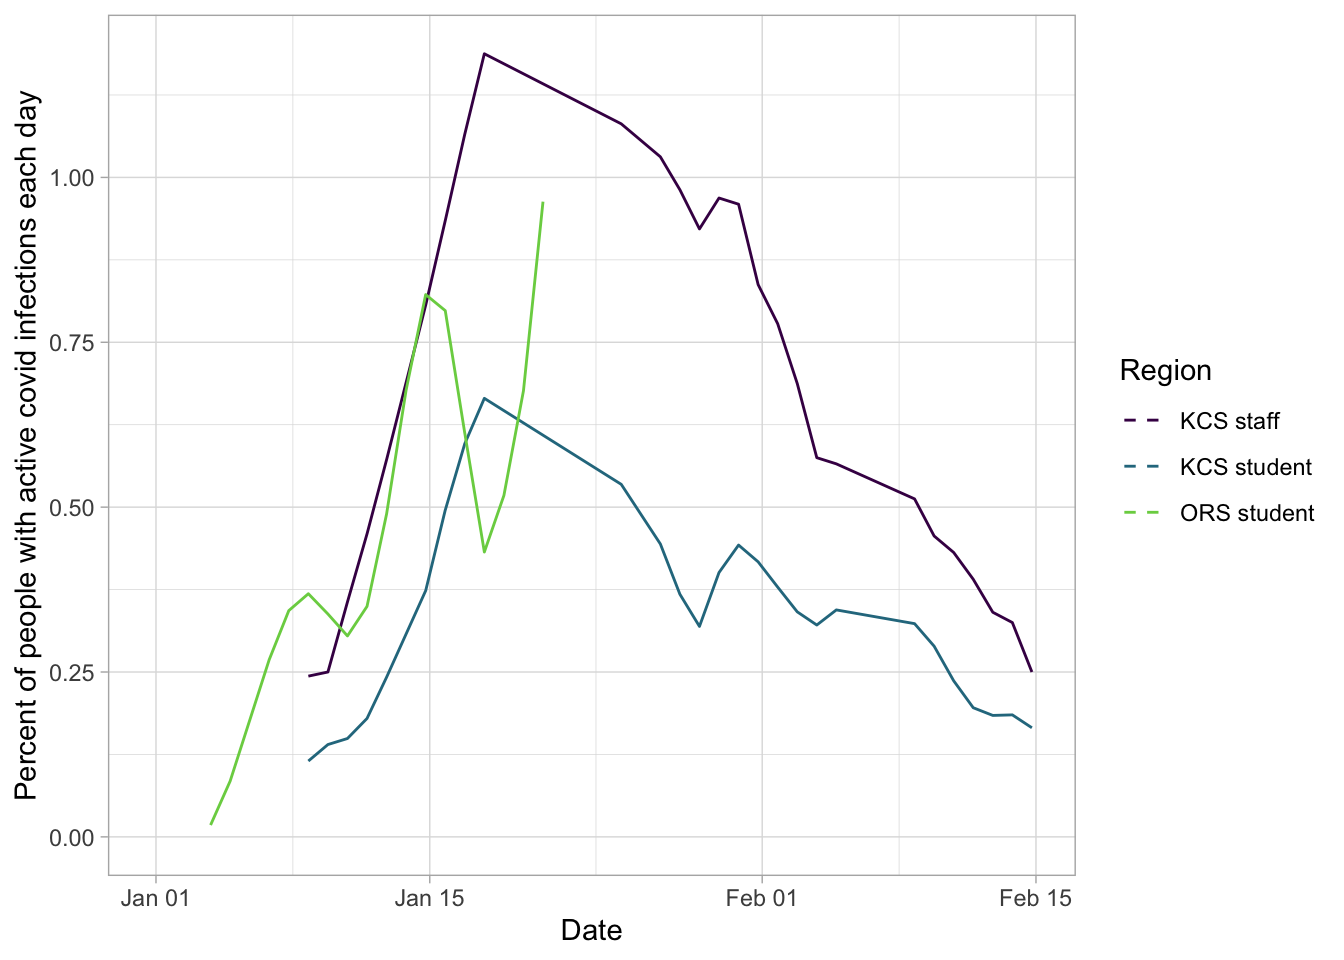 Percent of people with active covid infections each day
1.00
0.75
0.50
0.25
0.00
Jan 01
Jan 15
Feb 01
Feb 15
Date
Region
KCS staff
KCS student
ORS student